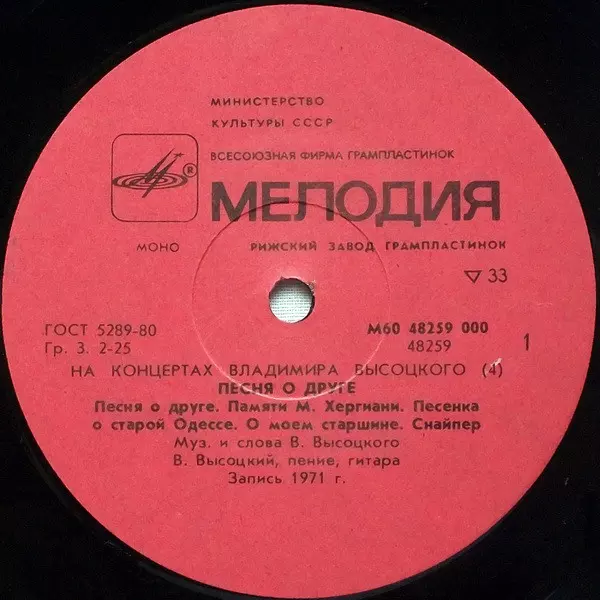 МИНИСТЕРСТВО
КУЛЬТУРЫ СССР
ВСЕСОЮЗНАЯ ФИРМА ГРАМПЛАСТИНОК
®
МЕЛОДИЯ
МОНО
РИЖСКИЙ ЗАВОД ГРАМПЛАСТИНОК
▽ 33
ГОСТ 5289-80
М60 48259 000
Гр. 3. 2-25
48259
1
НА КОНЦЕРТАХ ВЛАДИМИРА ВЫСОЦКОГО (4)
ПЕСНЯ О ДРУГЕ
Песня о друге. Памяти М. Хергиани. Песенка
о старой Одессе. О моем старшине. Снайпер
Муз. и слова В. Высоцкого
В. Высоцкий, пение, гитара
Запись 1971 г.